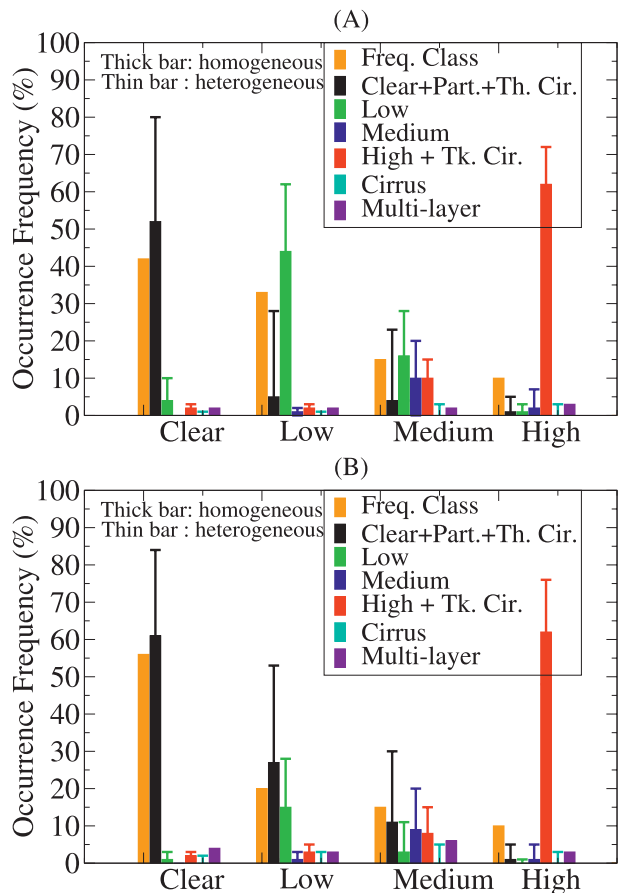 (A)
Occurrence Frequency (%)
100
90
80
70
60
50
40
30
20
10
0
Thick bar: homogeneous
Thin bar : heterogeneous
Freq. Class
Clear+Part.+Th. Cir.
Low
Medium
High + Tk. Cir.
Cirrus
Multi-layer
Clear
Low
Medium
High
(B)
Occurrence Frequency (%)
100
90
80
70
60
50
40
30
20
10
0
Thick bar: homogeneous
Thin bar : heterogeneous
Freq. Class
Clear+Part.+Th. Cir.
Low
Medium
High + Tk. Cir.
Cirrus
Multi-layer
Clear
Low
Medium
High